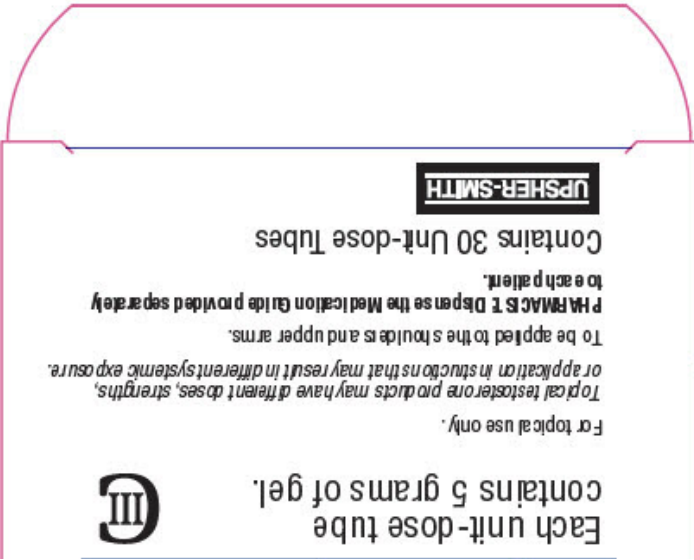 Each unit-dose tube
contains 5 grams of gel.
CIII
For topical use only.
Topical testosterone products may have different doses, strengths,
or application instructions that may result in different systemic exposure.
To be applied to the shoulders and upper arms.
PHARMACIST: Dispense the Medication Guide provided separately
to each patient.
Contains 30 Unit-dose Tubes
UPSHER-SMITH